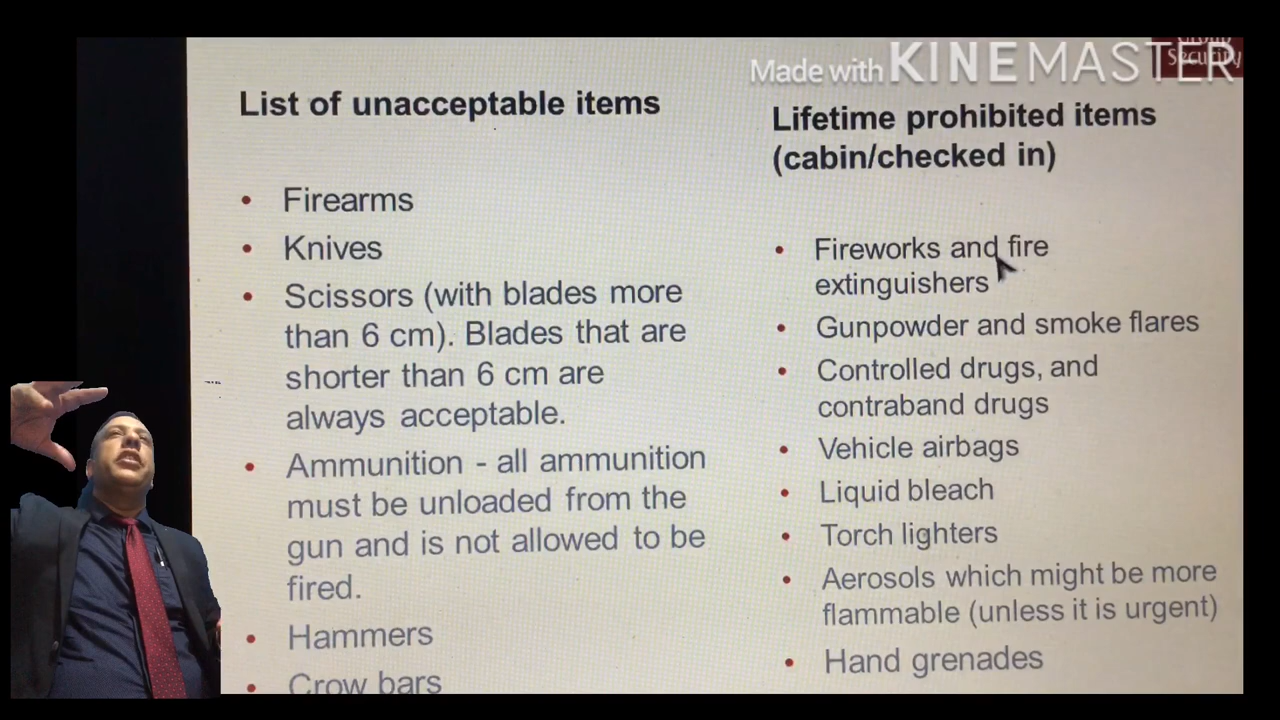 Group
Security
Made with KINEMASTER
List of unacceptable items
• Firearms
• Knives
• Scissors (with blades more
than 6 cm). Blades that are
shorter than 6 cm are
always acceptable.
• Ammunition - all ammunition
must be unloaded from the
gun and is not allowed to be
fired.
• Hammers
• Crow bars
Lifetime prohibited items
(cabin/checked in)
• Fireworks and fire
extinguishers
• Gunpowder and smoke flares
• Controlled drugs, and
contraband drugs
• Vehicle airbags
• Liquid bleach
• Torch lighters
• Aerosols which might be more
flammable (unless it is urgent)
• Hand grenades